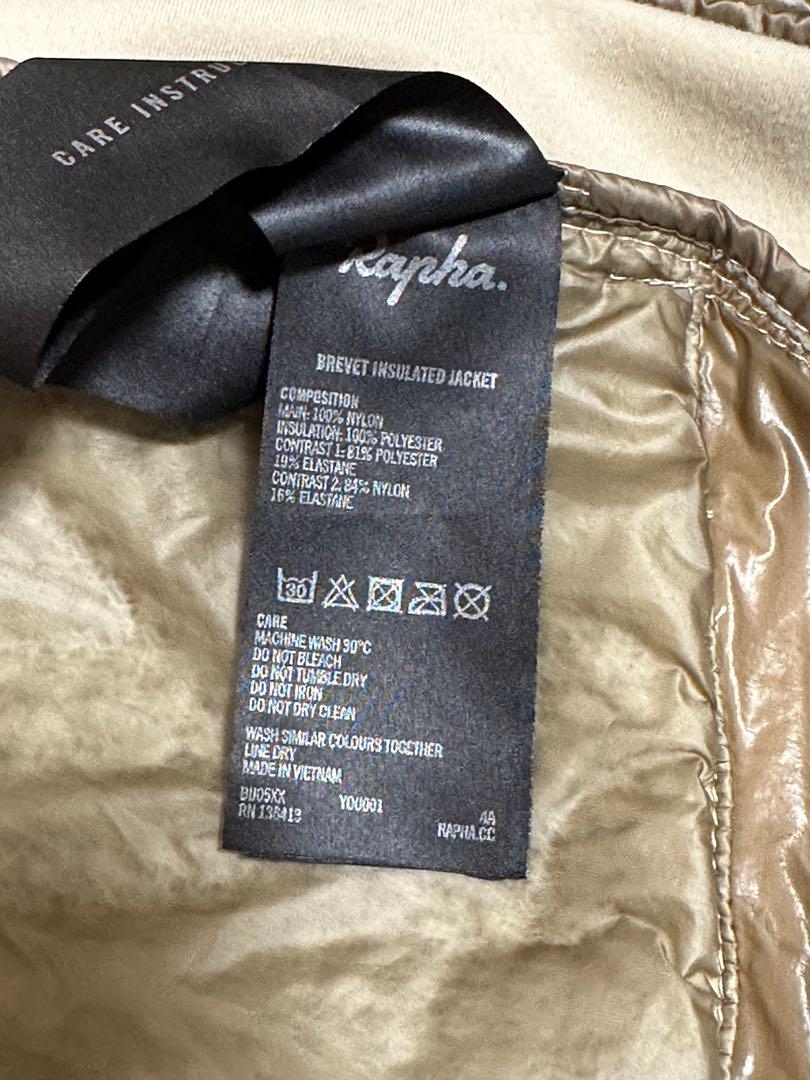 CARE INSTRU
Rapha.
BREVET INSULATED JACKET
COMPOSITION
MAIN: 100% NYLON
INSULATION: 100% POLYESTER
CONTRAST 1: 81% POLYESTER
19% ELASTANE
CONTRAST 2: 84% NYLON
16% ELASTANE
30
CARE
MACHINE WASH 30°C
DO NOT BLEACH
DO NOT TUMBLE DRY
DO NOT IRON
DO NOT DRY CLEAN
WASH SIMILAR COLOURS TOGETHER
LINE DRY
MADE IN VIETNAM
BIJ05XX YOU001 4A
RN 136413 RAPHA.CC